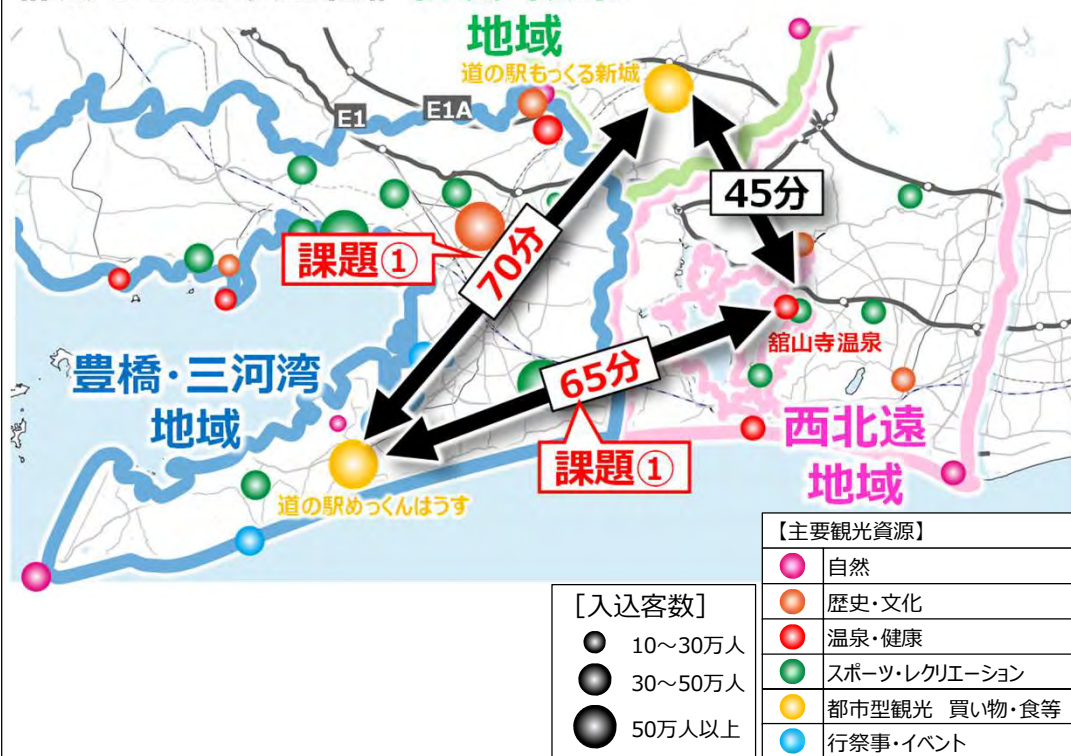 地域
道の駅もっくる新城
E1
E1A
45分
課題①
70分
舘山寺温泉
65分
豊橋・三河湾
地域
課題①
西北遠
地域
道の駅めっくんはうす
【主要観光資源】
自然
歴史・文化
温泉・健康
スポーツ・レクリエーション
都市型観光 買い物・食等
行祭事・イベント
[入込客数]
10～30万人
30～50万人
50万人以上